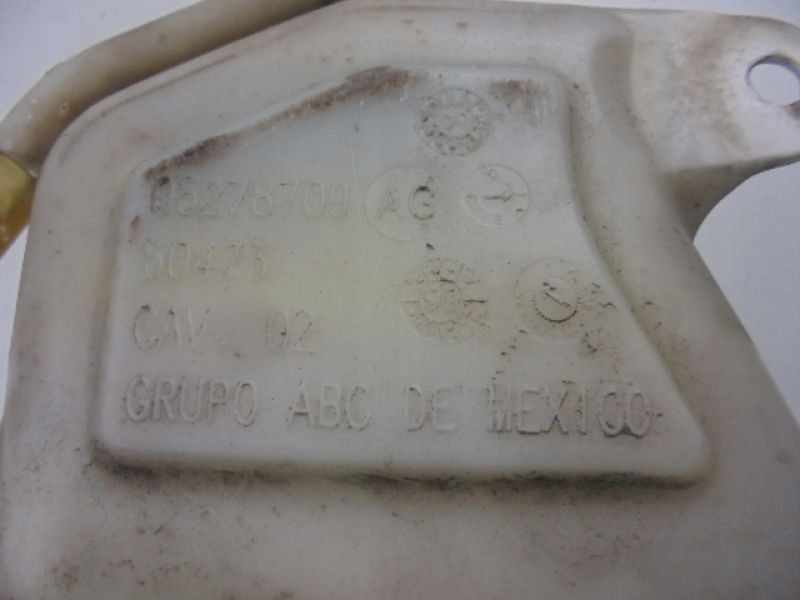 05278709 AG
50473
CAV. 02
GRUPO ABC DE MEXICO